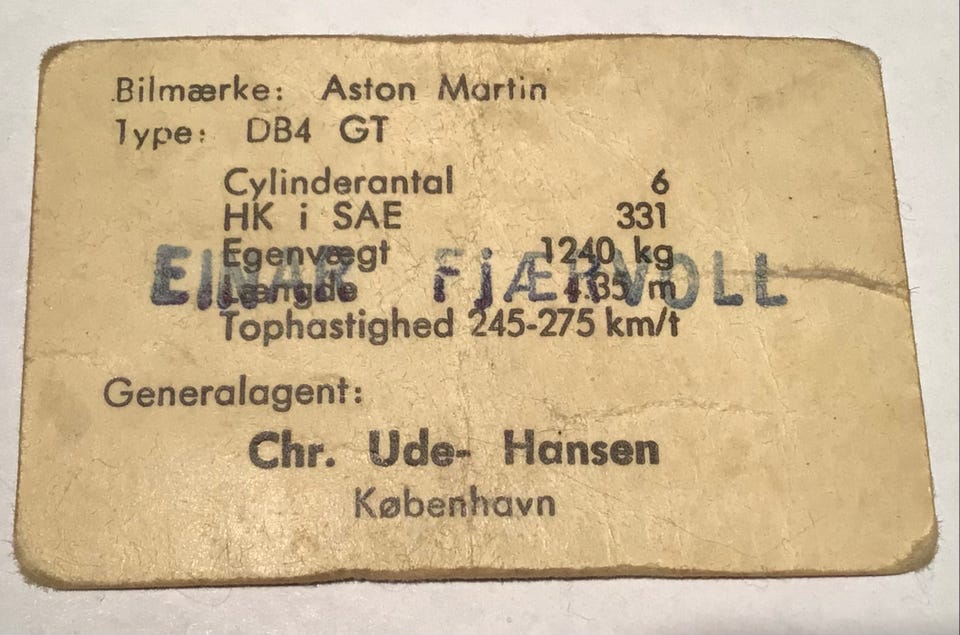 Bilmærke: Aston Martin
Type: DB4 GT
Cylinderantal 6
HK i SAE 331
Egenvægt 1240 kg
EINAR FJÆRVOLL
Længde .35 m
Tophastighed 245-275 km/t
Generalagent:
Chr. Ude- Hansen
København